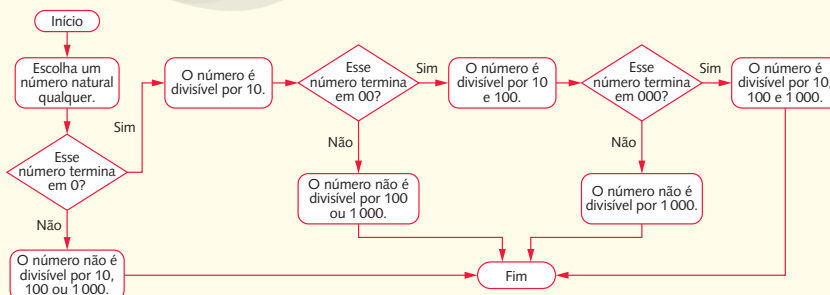 Início
Escolha um
número natural
qualquer.
Sim
Esse
número termina
em 0?
Não
O número não é
divisível por 10,
100 ou 1 000.
O número é
divisível por 10.
Esse
número termina
em 00?
Sim
Não
O número não é
divisível por 100
ou 1 000.
O número é
divisível por 10
e 100.
Esse
número termina
em 000?
Sim
Não
O número não é
divisível por 1 000.
O número é
divisível por 10,
100 e 1 000.
Fim